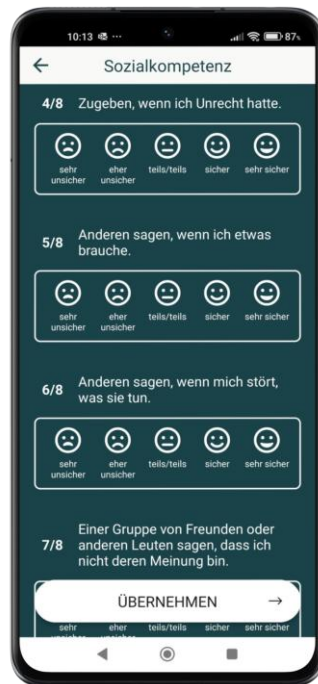 10:13 ... 87%
Sozialkompetenz
4/8 Zugeben, wenn ich Unrecht hatte.
sehr unsicher eher unsicher teils/teils sicher sehr sicher
5/8 Anderen sagen, wenn ich etwas
brauche.
sehr unsicher eher unsicher teils/teils sicher sehr sicher
6/8 Anderen sagen, wenn mich stört,
was sie tun.
sehr unsicher eher unsicher teils/teils sicher sehr sicher
Einer Gruppe von Freunden oder
7/8 anderen Leuten sagen, dass ich
nicht deren Meinung bin.
ÜBERNEHMEN →
sehr eher teils/teils sicher sehr sicher